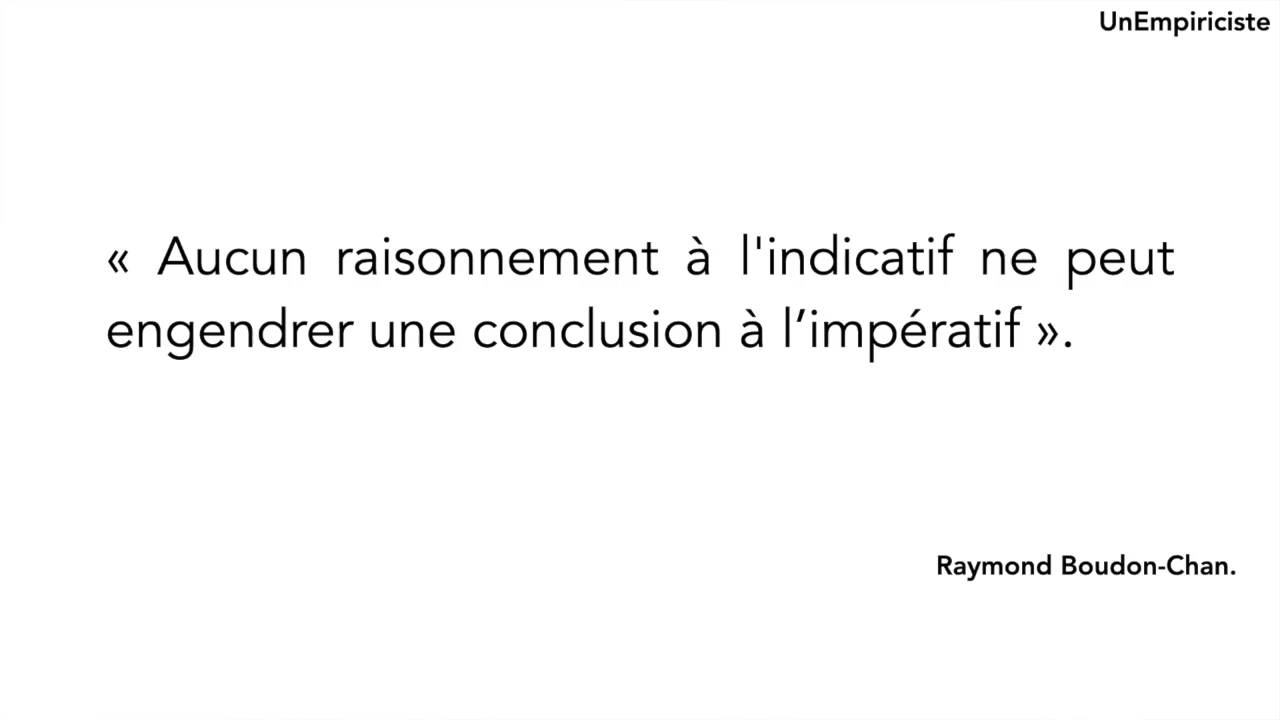 UnEmpiriciste
« Aucun raisonnement à l'indicatif ne peut
engendrer une conclusion à l’impératif ».
Raymond Boudon-Chan.